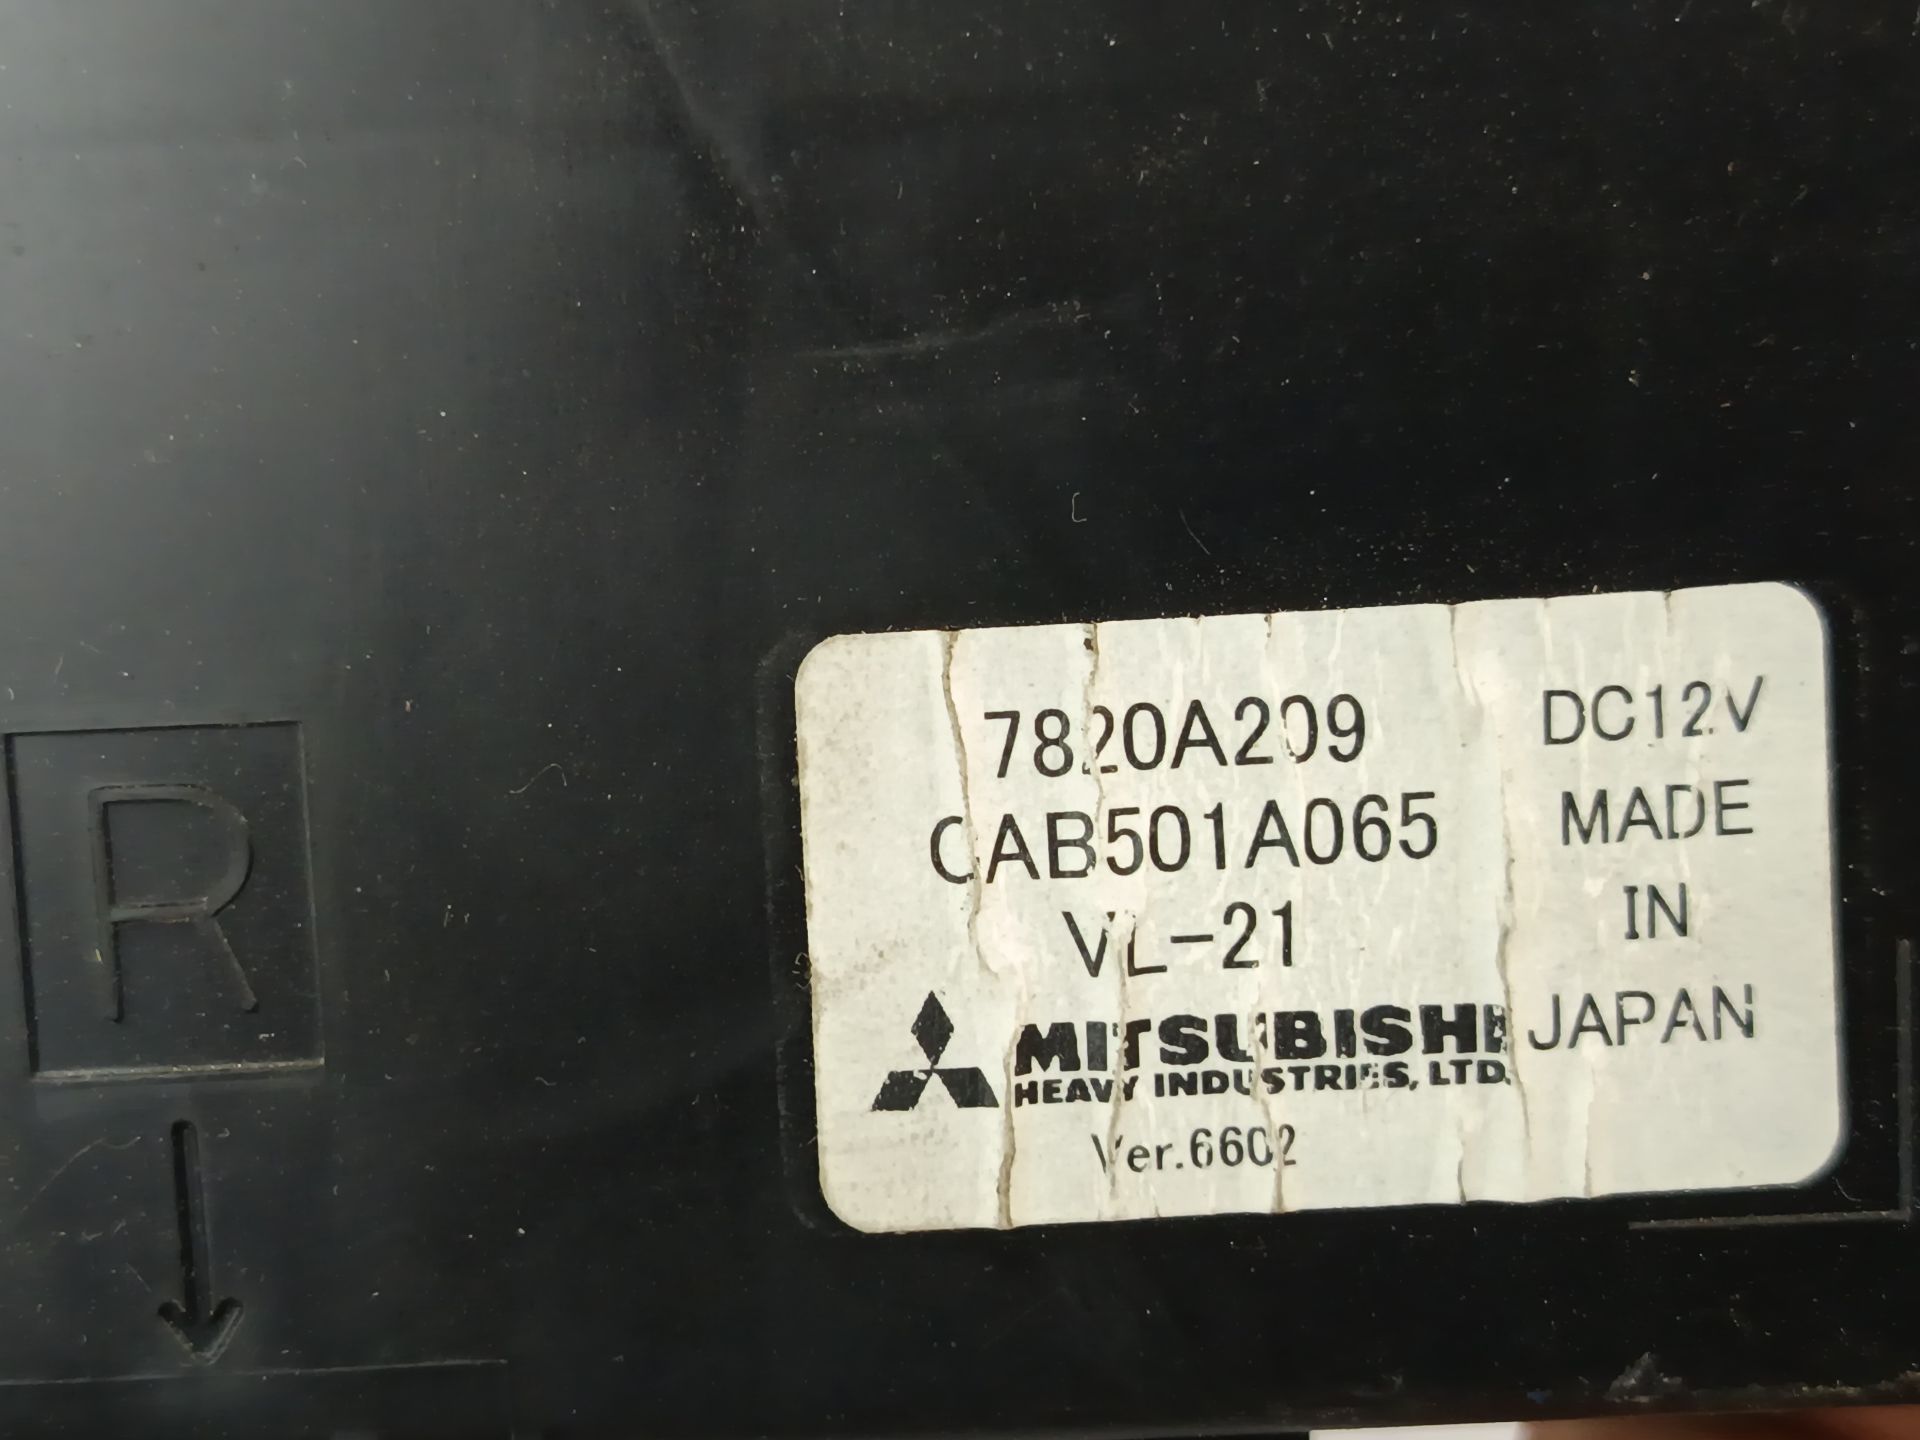 7820A209
CAB501A065
VL-21
MITSUBISHI
HEAVY INDUSTRIES, LTD.
Ver.6602
DC12V
MADE
IN
JAPAN
R